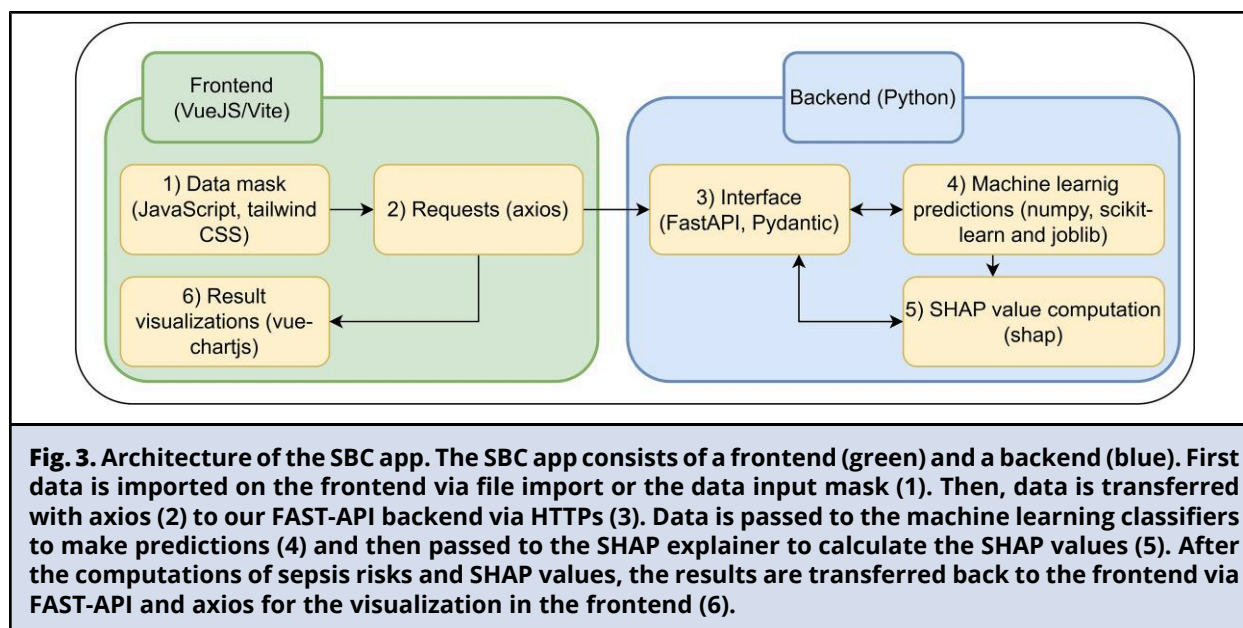 Frontend
(VueJS/Vite)
Backend (Python)
1) Data mask
(JavaScript, tailwind
CSS)
2) Requests (axios)
3) Interface
(FastAPI, Pydantic)
4) Machine learnig
predictions (numpy, scikit-
learn and joblib)
6) Result
visualizations (vue-
chartjs)
5) SHAP value computation
(shap)
Fig. 3. Architecture of the SBC app. The SBC app consists of a frontend (green) and a backend (blue). First
data is imported on the frontend via file import or the data input mask (1). Then, data is transferred
with axios (2) to our FAST-API backend via HTTPs (3). Data is passed to the machine learning classifiers
to make predictions (4) and then passed to the SHAP explainer to calculate the SHAP values (5). After
the computations of sepsis risks and SHAP values, the results are transferred back to the frontend via
FAST-API and axios for the visualization in the frontend (6).